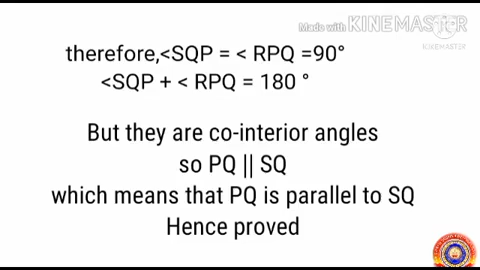 Made with KINEMASTER
KINEMASTER
therefore,<SQP = < RPQ =90°
<SQP + < RPQ = 180 °
But they are co-interior angles
so PQ || SQ
which means that PQ is parallel to SQ
Hence proved